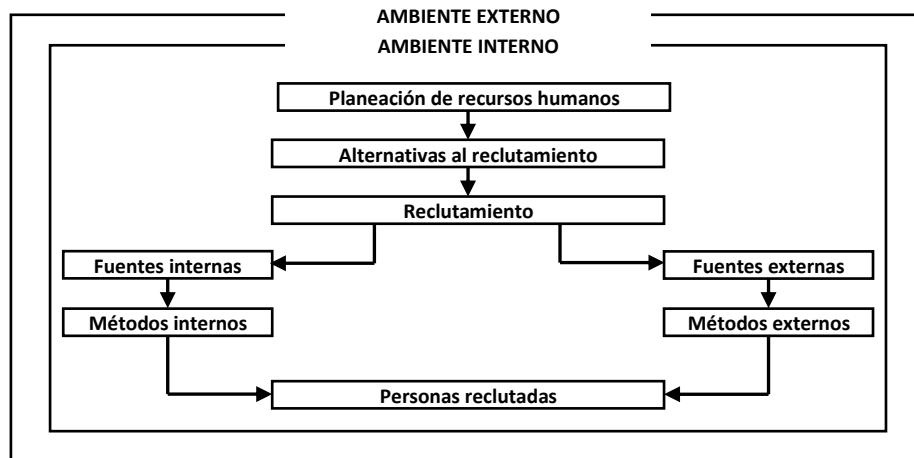 AMBIENTE EXTERNO
AMBIENTE INTERNO
Planeación de recursos humanos
Alternativas al reclutamiento
Reclutamiento
Fuentes internas
Fuentes externas
Métodos internos
Métodos externos
Personas reclutadas